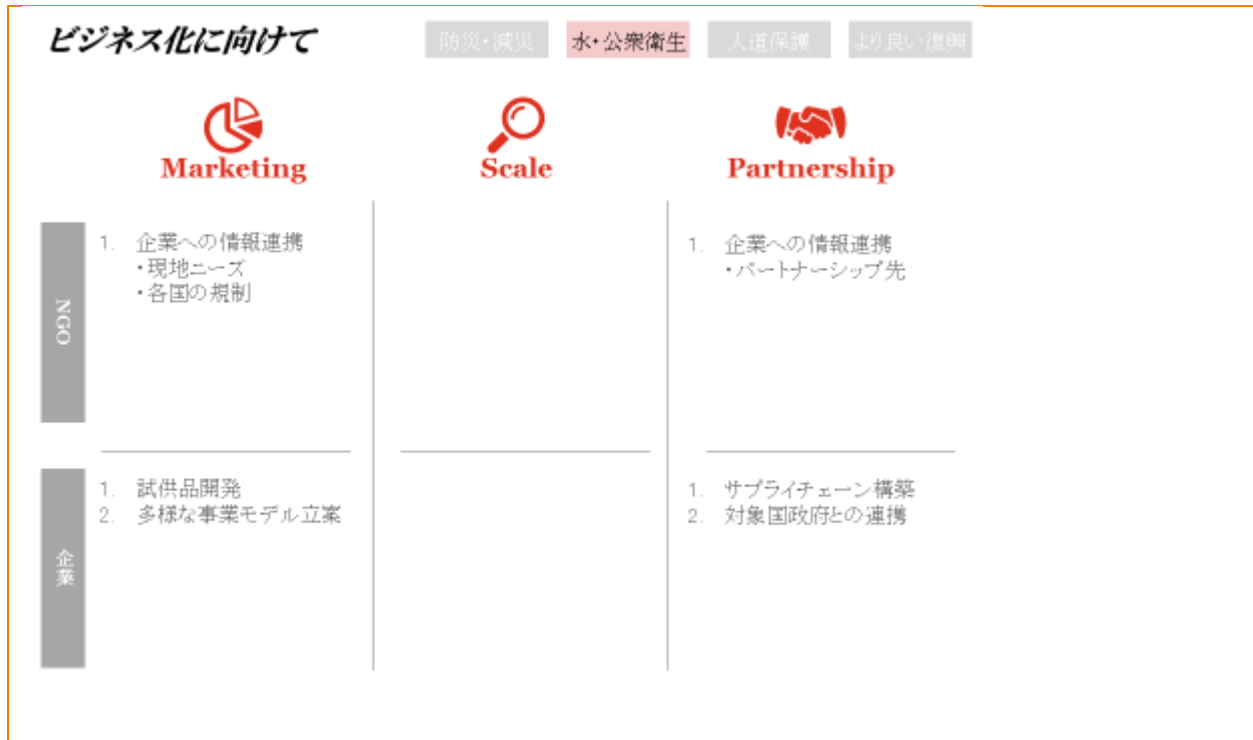 ビジネス化に向けて
防災・減災
水・公衆衛生
人道保護
より良い復興
Marketing
Scale
Partnership
NGO
1. 企業への情報連携
・現地ニーズ
・各国の規制
1. 企業への情報連携
・パートナーシップ先
企業
1. 試供品開発
2. 多様な事業モデル立案
1. サプライチェーン構築
2. 対象国政府との連携